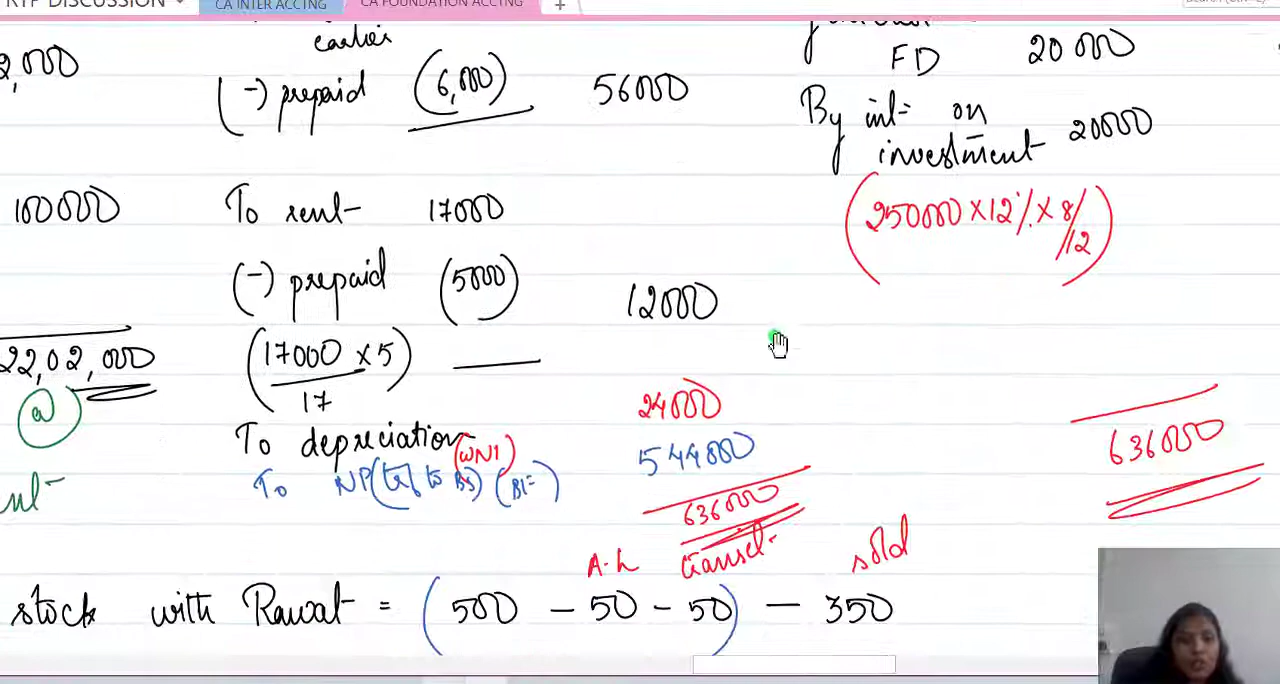 RTP DISCUSSION
CA INTER ACCTNG
CA FOUNDATION ACCTNG
+
earlier
2,000
(-) prepaid (6,000) 56000
FD 20000
By int= on
investment 20000
(250000 × 12% × 8/12)
100000
To rent 17000
(-) prepaid (5000) 12000
22,02,000
(17000 × 5)
17
a
To depreciation (WN1) 24000
To NP (trf to BS) (Bl=) 544000
636000
636000
A-L transit sold
stock with Rawat = (500 - 50 - 50) - 350